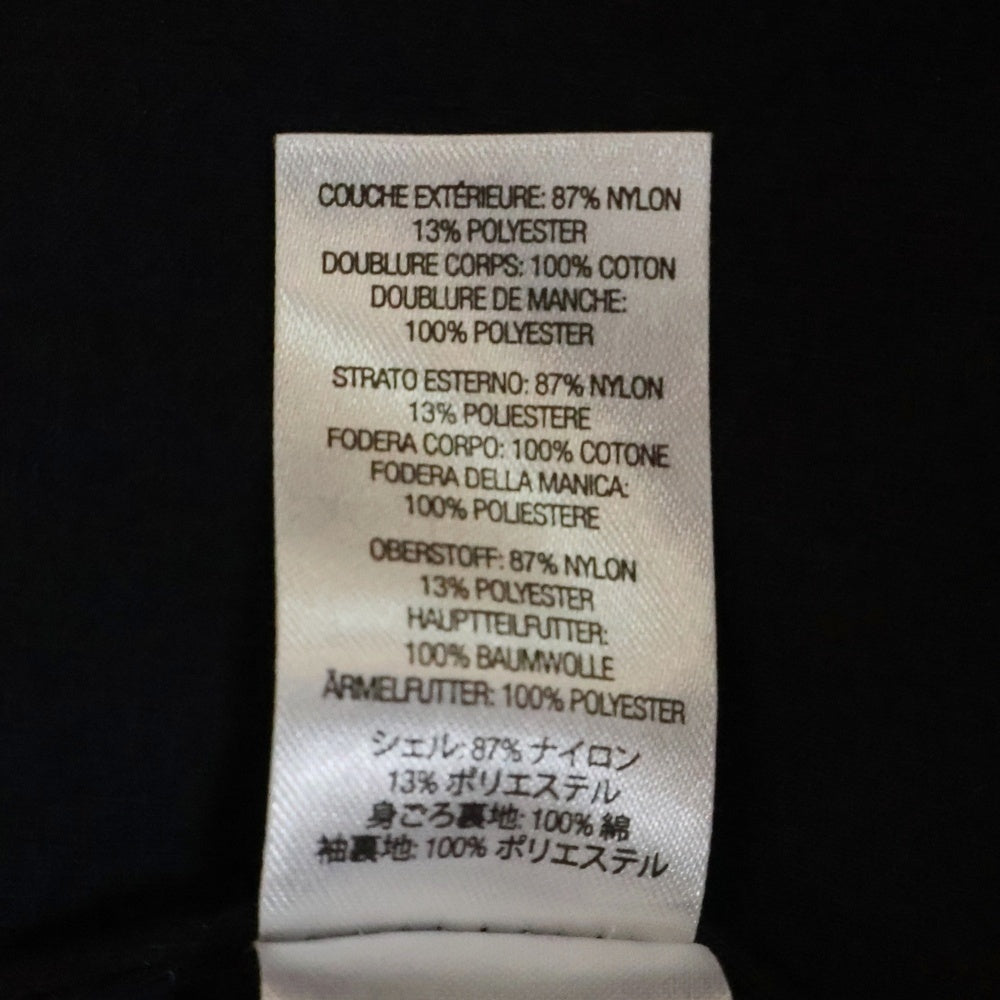 COUCHE EXTÉRIEURE: 87% NYLON
13% POLYESTER
DOUBLURE CORPS: 100% COTON
DOUBLURE DE MANCHE:
100% POLYESTER
STRATO ESTERNO: 87% NYLON
13% POLIESTERE
FODERA CORPO: 100% COTONE
FODERA DELLA MANICA:
100% POLIESTERE
OBERSTOFF: 87% NYLON
13% POLYESTER
HAUPTTEILFUTTER:
100% BAUMWOLLE
ÄRMELFUTTER: 100% POLYESTER
シェル: 87% ナイロン
13% ポリエステル
身ごろ裏地: 100% 綿
袖裏地: 100% ポリエステル